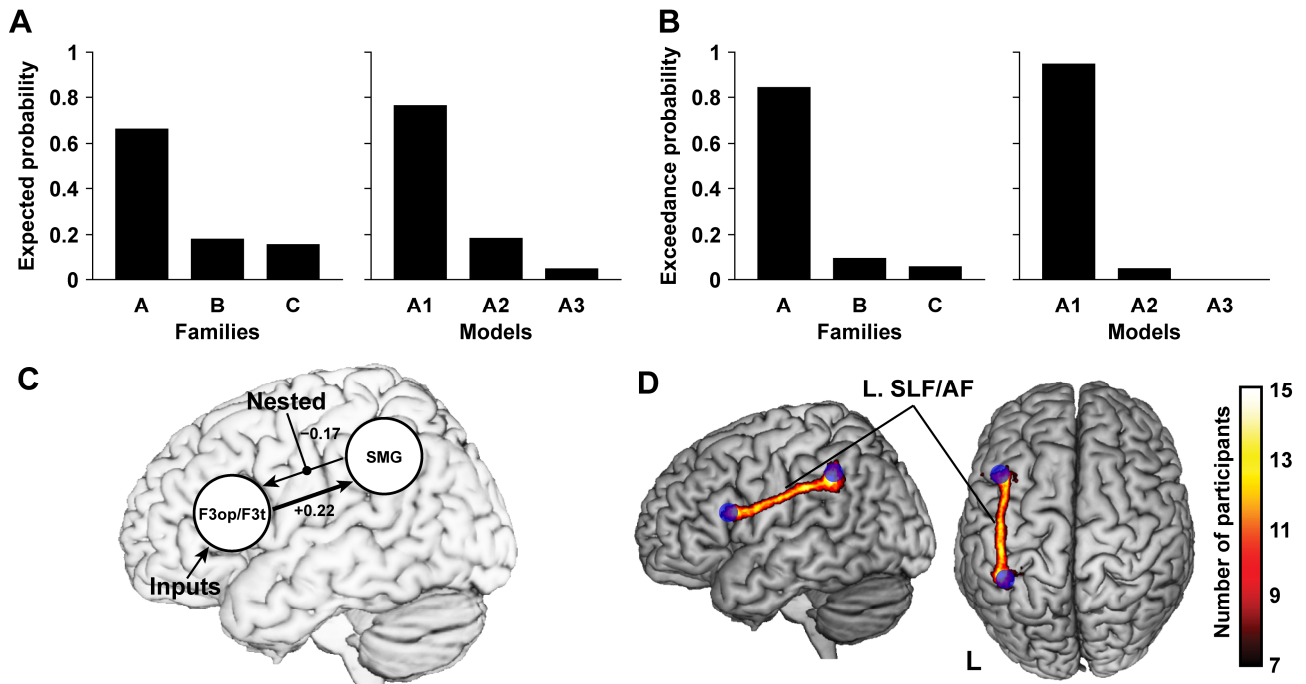 A
Expected probability
1
0.8
0.6
0.4
0.2
0
A B C
Families
A1 A2 A3
Models
B
Exceedance probability
1
0.8
0.6
0.4
0.2
0
A B C
Families
A1 A2 A3
Models
C
Nested
−0.17
SMG
F3op/F3t
+0.22
Inputs
D
L. SLF/AF
L
Number of participants
15
13
11
9
7